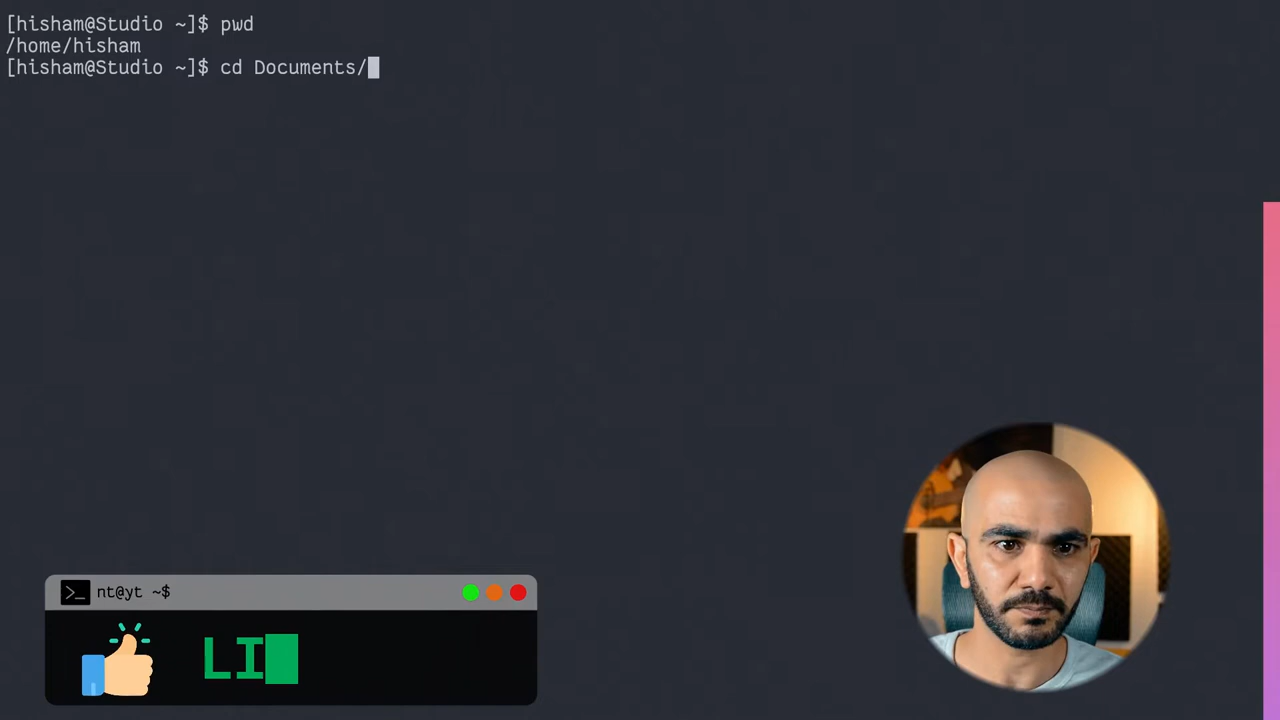 [hisham@Studio ~]$ pwd
/home/hisham
[hisham@Studio ~]$ cd Documents/
>_ nt@yt ~$
LI